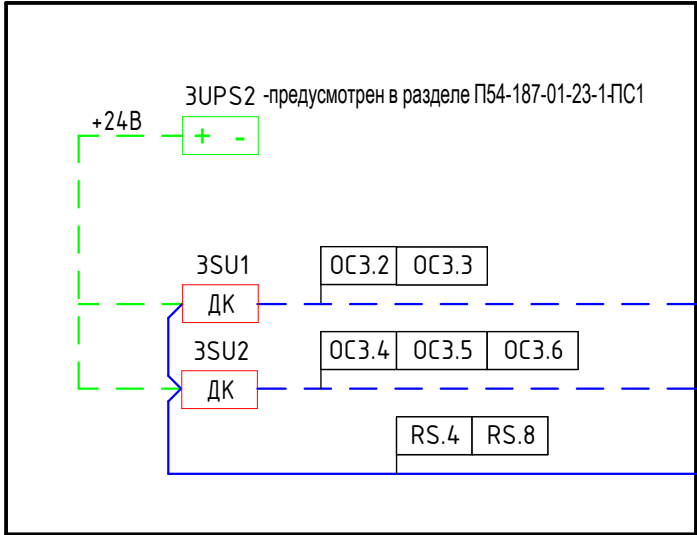 3UPS2 -предусмотрен в разделе П54-187-01-23-1-ПС1
+24В
+ -
3SU1
ОС3.2 ОС3.3
ДК
3SU2
ОС3.4 ОС3.5 ОС3.6
ДК
RS.4 RS.8